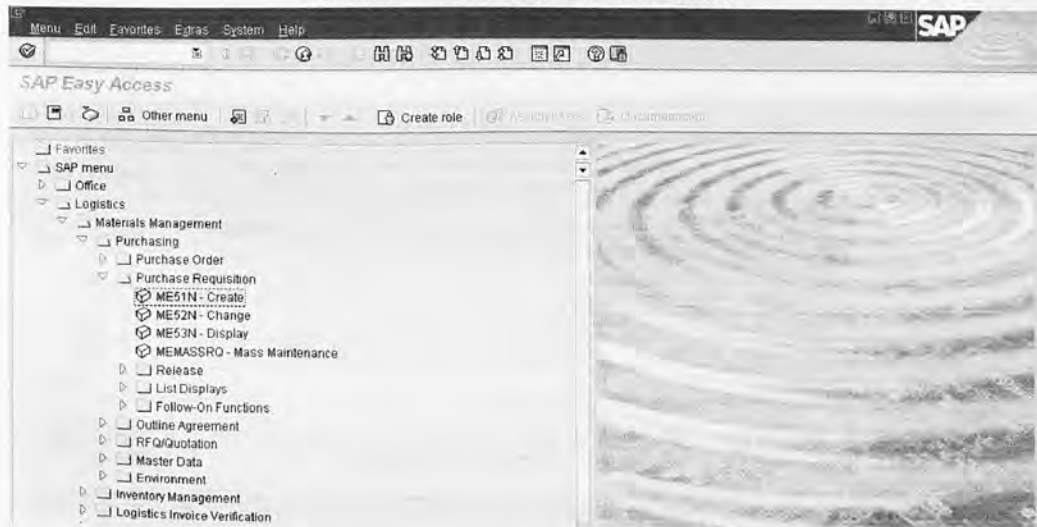 Menu Edit Favorites Extras System Help
SAP
SAP Easy Access
Other menu Create role
Favorites
SAP menu
Office
Logistics
Materials Management
Purchasing
Purchase Order
Purchase Requisition
ME51N - Create
ME52N - Change
ME53N - Display
MEMASSRQ - Mass Maintenance
Release
List Displays
Follow-On Functions
Outline Agreement
RFQ/Quotation
Master Data
Environment
Inventory Management
Logistics Invoice Verification